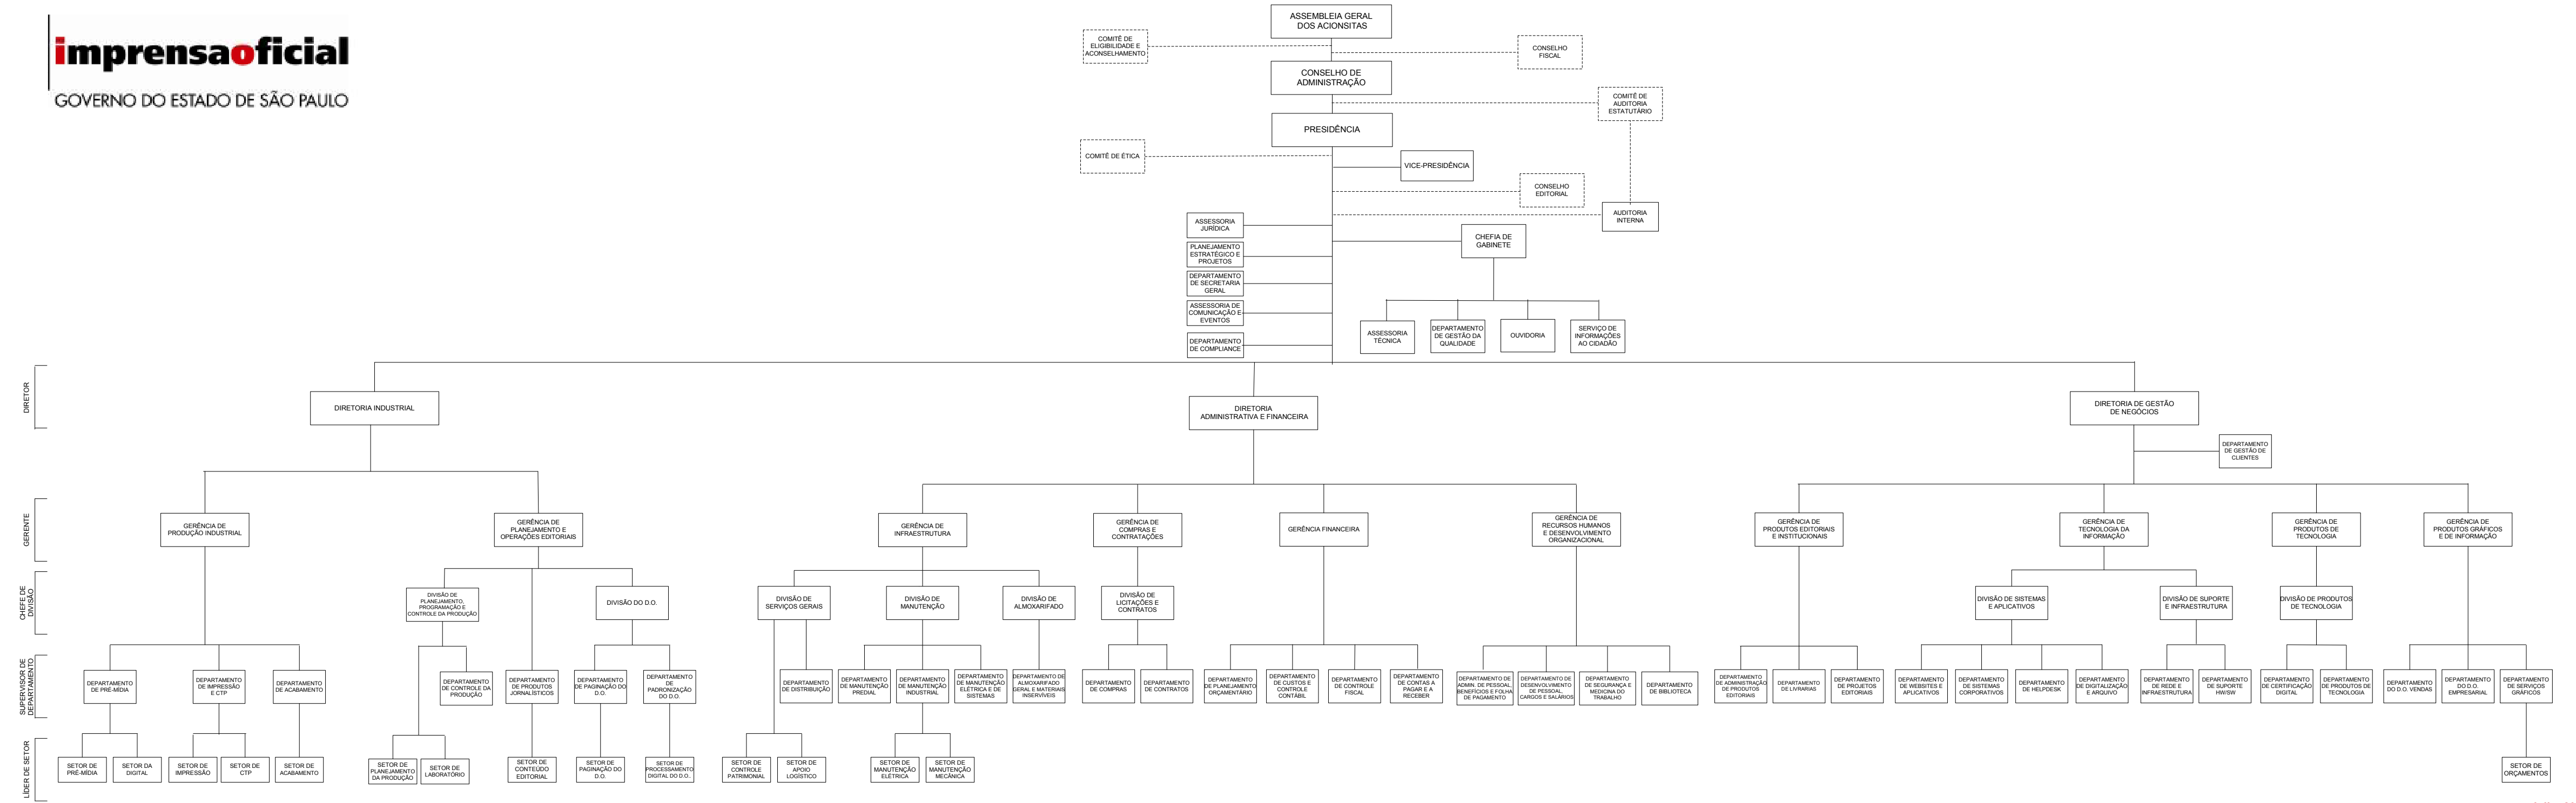 imprensaoficial
GOVERNO DO ESTADO DE SÃO PAULO
ASSEMBLEIA GERAL
DOS ACIONSITAS
COMITÊ DE
ELIGIBILIDADE E
ACONSELHAMENTO
CONSELHO
FISCAL
CONSELHO DE
ADMINISTRAÇÃO
COMITÊ DE
AUDITORIA
ESTATUTÁRIO
PRESIDÊNCIA
COMITÊ DE ÉTICA
VICE-PRESIDÊNCIA
CONSELHO
EDITORIAL
AUDITORIA
INTERNA
ASSESSORIA
JURÍDICA
CHEFIA DE
GABINETE
PLANEJAMENTO
ESTRATÉGICO E
PROJETOS
DEPARTAMENTO
DE SECRETARIA
GERAL
ASSESSORIA DE
COMUNICAÇÃO E
EVENTOS
DEPARTAMENTO
DE COMPLIANCE
ASSESSORIA
TÉCNICA
DEPARTAMENTO
DE GESTÃO DA
QUALIDADE
OUVIDORIA
SERVIÇO DE
INFORMAÇÕES
AO CIDADÃO
DIRETOR
DIRETORIA INDUSTRIAL
DIRETORIA
ADMINISTRATIVA E FINANCEIRA
DIRETORIA DE GESTÃO
DE NEGÓCIOS
DEPARTAMENTO
DE GESTÃO DE
CLIENTES
GERENTE
GERÊNCIA DE
PRODUÇÃO INDUSTRIAL
GERÊNCIA DE
PLANEJAMENTO E
OPERAÇÕES EDITORIAIS
GERÊNCIA DE
INFRAESTRUTURA
GERÊNCIA DE
COMPRAS E
CONTRATAÇÕES
GERÊNCIA FINANCEIRA
GERÊNCIA DE
RECURSOS HUMANOS
E DESENVOLVIMENTO
ORGANIZACIONAL
GERÊNCIA DE
PRODUTOS EDITORIAIS
E INSTITUCIONAIS
GERÊNCIA DE
TECNOLOGIA DA
INFORMAÇÃO
GERÊNCIA DE
PRODUTOS DE
TECNOLOGIA
GERÊNCIA DE
PRODUTOS GRÁFICOS
E DE INFORMAÇÃO
CHEFE DE
DIVISÃO
DIVISÃO DE
PLANEJAMENTO,
PROGRAMAÇÃO E
CONTROLE DA PRODUÇÃO
DIVISÃO DO D.O.
DIVISÃO DE
SERVIÇOS GERAIS
DIVISÃO DE
MANUTENÇÃO
DIVISÃO DE
ALMOXARIFADO
DIVISÃO DE
LICITAÇÕES E
CONTRATOS
DIVISÃO DE SISTEMAS
E APLICATIVOS
DIVISÃO DE SUPORTE
E INFRAESTRUTURA
DIVISÃO DE PRODUTOS
DE TECNOLOGIA
SUPERVISOR DE
DEPARTAMENTO
DEPARTAMENTO
DE PRÉ-MÍDIA
DEPARTAMENTO
DE IMPRESSÃO
E CTP
DEPARTAMENTO
DE ACABAMENTO
DEPARTAMENTO
DE CONTROLE DA
PRODUÇÃO
DEPARTAMENTO
DE PRODUTOS
JORNALÍSTICOS
DEPARTAMENTO
DE PAGINAÇÃO DO
D.O.
DEPARTAMENTO
DE
PADRONIZAÇÃO
DO D.O.
DEPARTAMENTO
DE DISTRIBUIÇÃO
DEPARTAMENTO
DE MANUTENÇÃO
PREDIAL
DEPARTAMENTO
DE MANUTENÇÃO
INDUSTRIAL
DEPARTAMENTO
DE MANUTENÇÃO
ELÉTRICA E DE
SISTEMAS
DEPARTAMENTO DE
ALMOXARIFADO
GERAL E MATERIAIS
INSERVÍVEIS
DEPARTAMENTO
DE COMPRAS
DEPARTAMENTO
DE CONTRATOS
DEPARTAMENTO
DE PLANEJAMENTO
ORÇAMENTÁRIO
DEPARTAMENTO
DE CUSTOS E
CONTROLE
CONTÁBIL
DEPARTAMENTO
DE CONTROLE
FISCAL
DEPARTAMENTO
DE CONTAS A
PAGAR E A
RECEBER
DEPARTAMENTO DE
ADMIN. DE PESSOAL,
BENEFÍCIOS E FOLHA
DE PAGAMENTO
DEPARTAMENTO DE
DESENVOLVIMENTO
DE PESSOAL,
CARGOS E SALÁRIOS
DEPARTAMENTO
DE SEGURANÇA E
MEDICINA DO
TRABALHO
DEPARTAMENTO
DE BIBLIOTECA
DEPARTAMENTO
DE ADMINISTRAÇÃO
DE PRODUTOS
EDITORIAIS
DEPARTAMENTO
DE LIVRARIAS
DEPARTAMENTO
DE PROJETOS
EDITORIAIS
DEPARTAMENTO
DE WEBSITES E
APLICATIVOS
DEPARTAMENTO
DE SISTEMAS
CORPORATIVOS
DEPARTAMENTO
DE HELPDESK
DEPARTAMENTO
DE DIGITALIZAÇÃO
E ARQUIVO
DEPARTAMENTO
DE REDE E
INFRAESTRUTURA
DEPARTAMENTO
DE SUPORTE
HW/SW
DEPARTAMENTO
DE CERTIFICAÇÃO
DIGITAL
DEPARTAMENTO
DE PRODUTOS DE
TECNOLOGIA
DEPARTAMENTO
DO D.O. VENDAS
DEPARTAMENTO
DO D.O.
EMPRESARIAL
DEPARTAMENTO
DE SERVIÇOS
GRÁFICOS
LÍDER DE SETOR
SETOR DE
PRÉ-MÍDIA
SETOR DA
DIGITAL
SETOR DE
IMPRESSÃO
SETOR DE
CTP
SETOR DE
ACABAMENTO
SETOR DE
PLANEJAMENTO
DA PRODUÇÃO
SETOR DE
LABORATÓRIO
SETOR DE
CONTEÚDO
EDITORIAL
SETOR DE
PAGINAÇÃO DO
D.O.
SETOR DE
PROCESSAMENTO
DIGITAL DO D.O..
SETOR DE
CONTROLE
PATRIMONIAL
SETOR DE
APOIO
LOGÍSTICO
SETOR DE
MANUTENÇÃO
ELÉTRICA
SETOR DE
MANUTENÇÃO
MECÂNICA
SETOR DE
ORÇAMENTOS